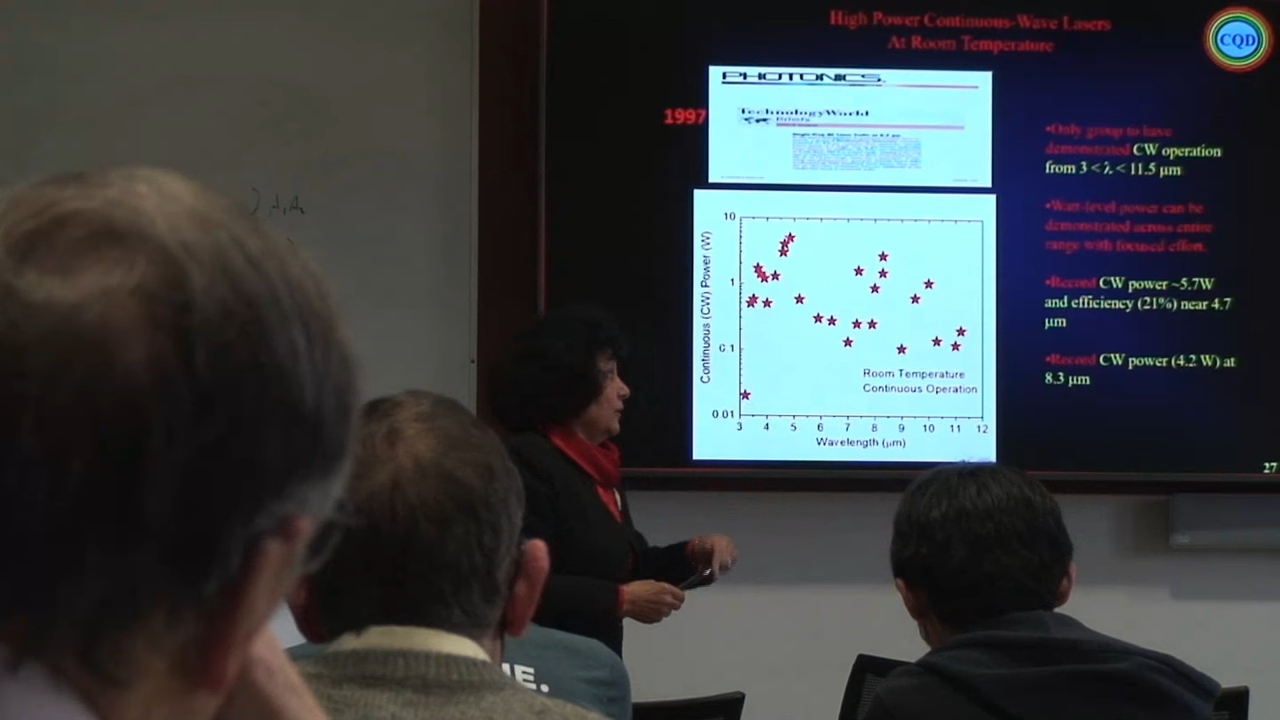 High Power Continuous-Wave Lasers
At Room Temperature
CQD
1997
PHOTONICS
TechnologyWorld
•Only group to have
demonstrated CW operation
from 3 < λ < 11.5 µm
•Watt-level power can be
demonstrated across entire
range with focused effort.
•Record CW power ~5.7W
and efficiency (21%) near 4.7
µm
•Record CW power (4.2 W) at
8.3 µm
Continuous (CW) Power (W)
10
1
0.1
0.01
Room Temperature
Continuous Operation
3 4 5 6 7 8 9 10 11 12
Wavelength (µm)
27
E.